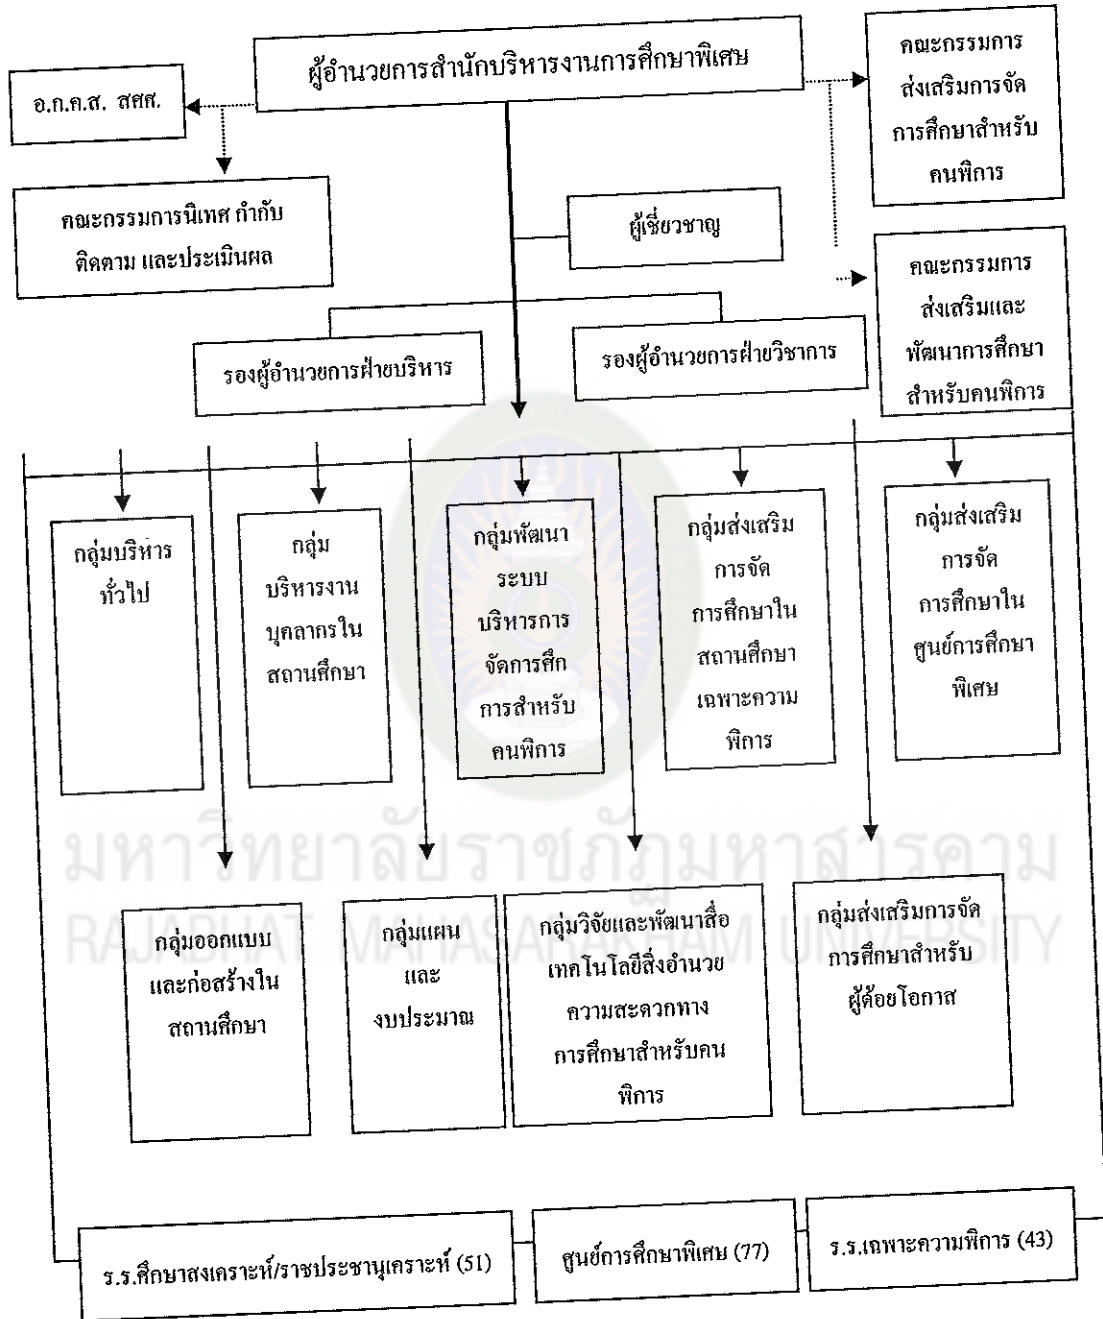 ผู้อำนวยการสำนักบริหารงานการศึกษาพิเศษ
อ.ก.ค.ส. สศศ.
คณะกรรมการ
ส่งเสริมการจัด
การศึกษาสำหรับ
คนพิการ
คณะกรรมการนิเทศ กำกับ
ติดตาม และประเมินผล
ผู้เชี่ยวชาญ
คณะกรรมการ
ส่งเสริมและ
พัฒนาการศึกษา
สำหรับคนพิการ
รองผู้อำนวยการฝ่ายบริหาร
รองผู้อำนวยการฝ่ายวิชาการ
กลุ่มบริหาร
ทั่วไป
กลุ่ม
บริหารงาน
บุคลากรใน
สถานศึกษา
กลุ่มพัฒนา
ระบบ
บริหารการ
จัดการศึก
การสำหรับ
คนพิการ
กลุ่มส่งเสริม
การจัด
การศึกษาใน
สถานศึกษา
เฉพาะความ
พิการ
กลุ่มส่งเสริม
การจัด
การศึกษาใน
ศูนย์การศึกษา
พิเศษ
มหาวิทยาลัยราชภัฏมหาสารคาม
RAJABHAT MAHASARAKHAM UNIVERSITY
กลุ่มออกแบบ
และก่อสร้างใน
สถานศึกษา
กลุ่มแผน
และ
งบประมาณ
กลุ่มวิจัยและพัฒนาสื่อ
เทคโนโลยีสิ่งอำนวย
ความสะดวกทาง
การศึกษาสำหรับคน
พิการ
กลุ่มส่งเสริมการจัด
การศึกษาสำหรับ
ผู้ด้อยโอกาส
ร.ร.ศึกษาสงเคราะห์/ราชประชานุเคราะห์ (51)
ศูนย์การศึกษาพิเศษ (77)
ร.ร.เฉพาะความพิการ (43)